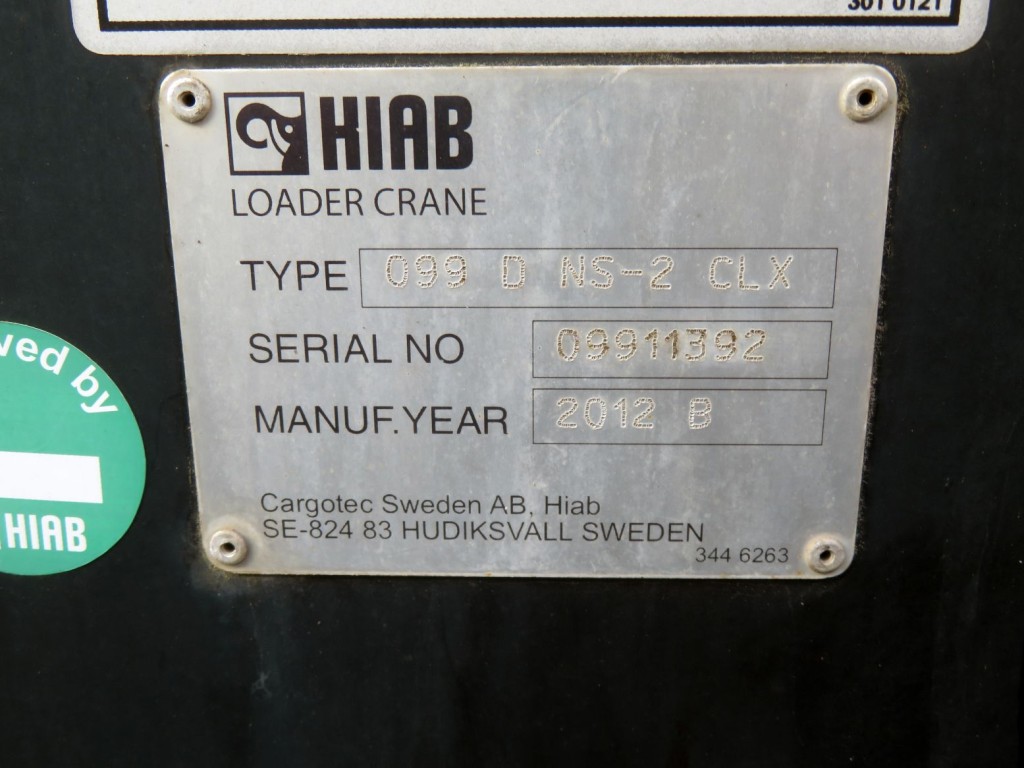 301 0121
HIAB
LOADER CRANE
TYPE 099 D NS-2 CLX
SERIAL NO 09911392
MANUF.YEAR 2012 B
Cargotec Sweden AB, Hiab
SE-824 83 HUDIKSVALL SWEDEN
344 6263
by
HIAB